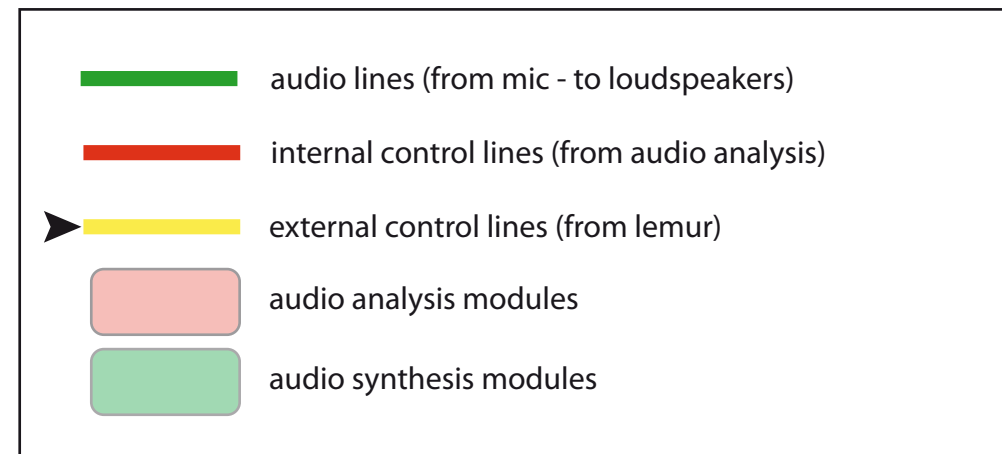 audio lines (from mic - to loudspeakers)
internal control lines (from audio analysis)
external control lines (from lemur)
audio analysis modules
audio synthesis modules